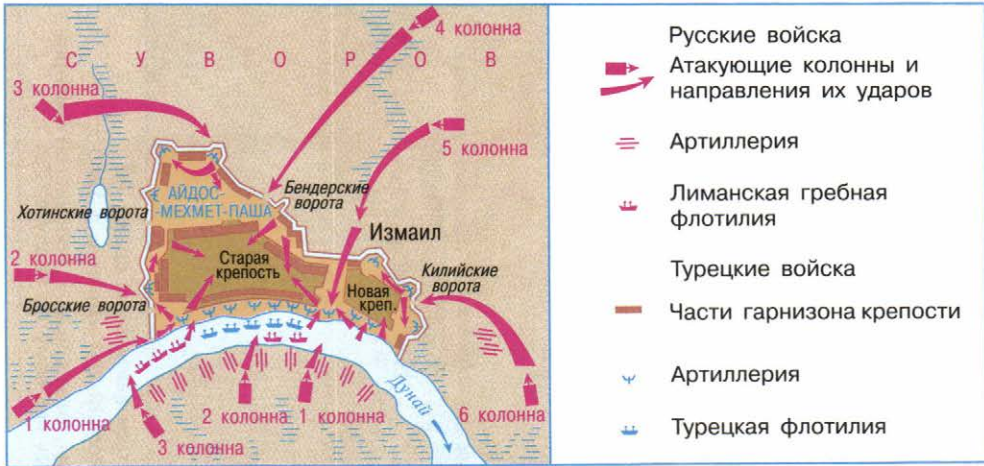 4 колонна
С У В О Р О В
3 колонна
5 колонна
АЙДОС-
-МЕХМЕТ-ПАША
Бендерские
ворота
Хотинские ворота
Измаил
2 колонна
Старая
крепость
Килийские
ворота
Бросские ворота
Новая
креп.
Дунай
1 колонна
2 колонна
1 колонна
6 колонна
3 колонна
Русские войска
Атакующие колонны и
направления их ударов
Артиллерия
Лиманская гребная
флотилия
Турецкие войска
Части гарнизона крепости
Артиллерия
Турецкая флотилия